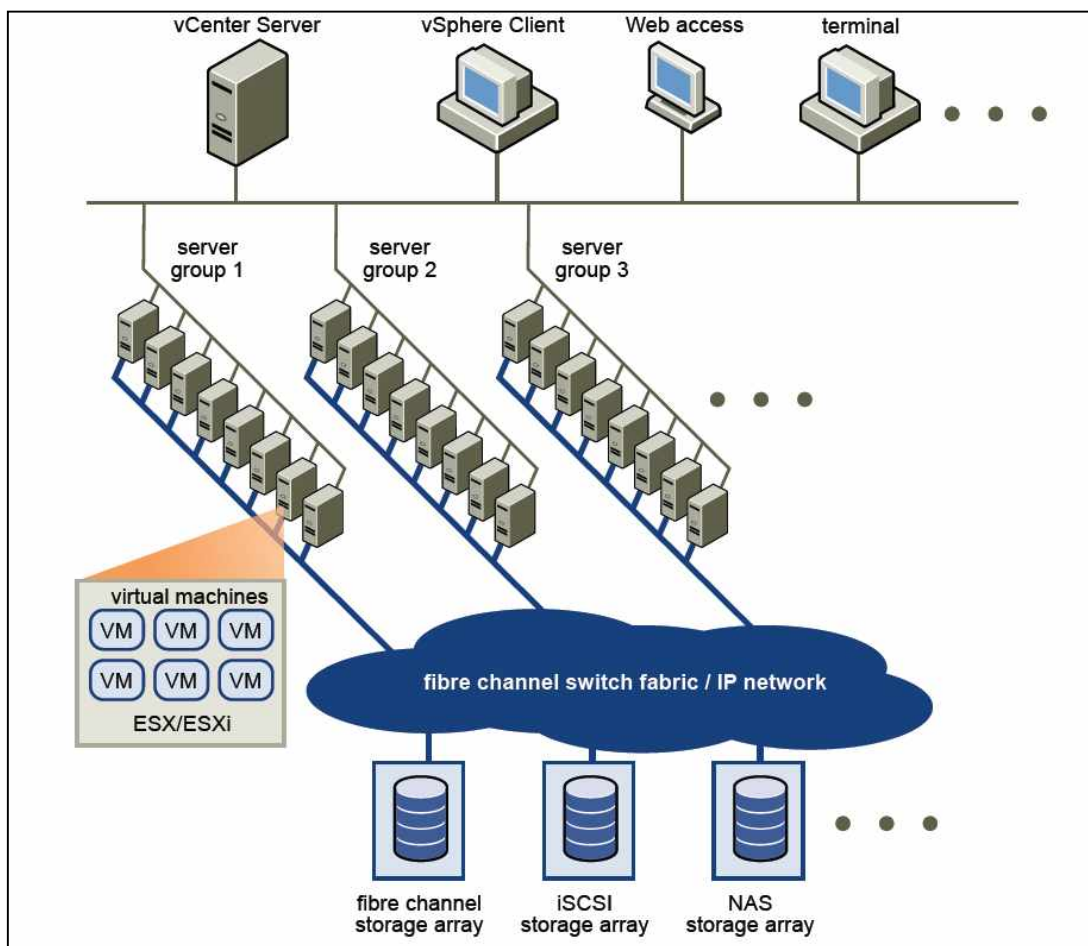 vCenter Server
vSphere Client
Web access
terminal
server
group 1
server
group 2
server
group 3
virtual machines
VM VM VM
VM VM VM
ESX/ESXi
fibre channel switch fabric / IP network
fibre channel
storage array
iSCSI
storage array
NAS
storage array